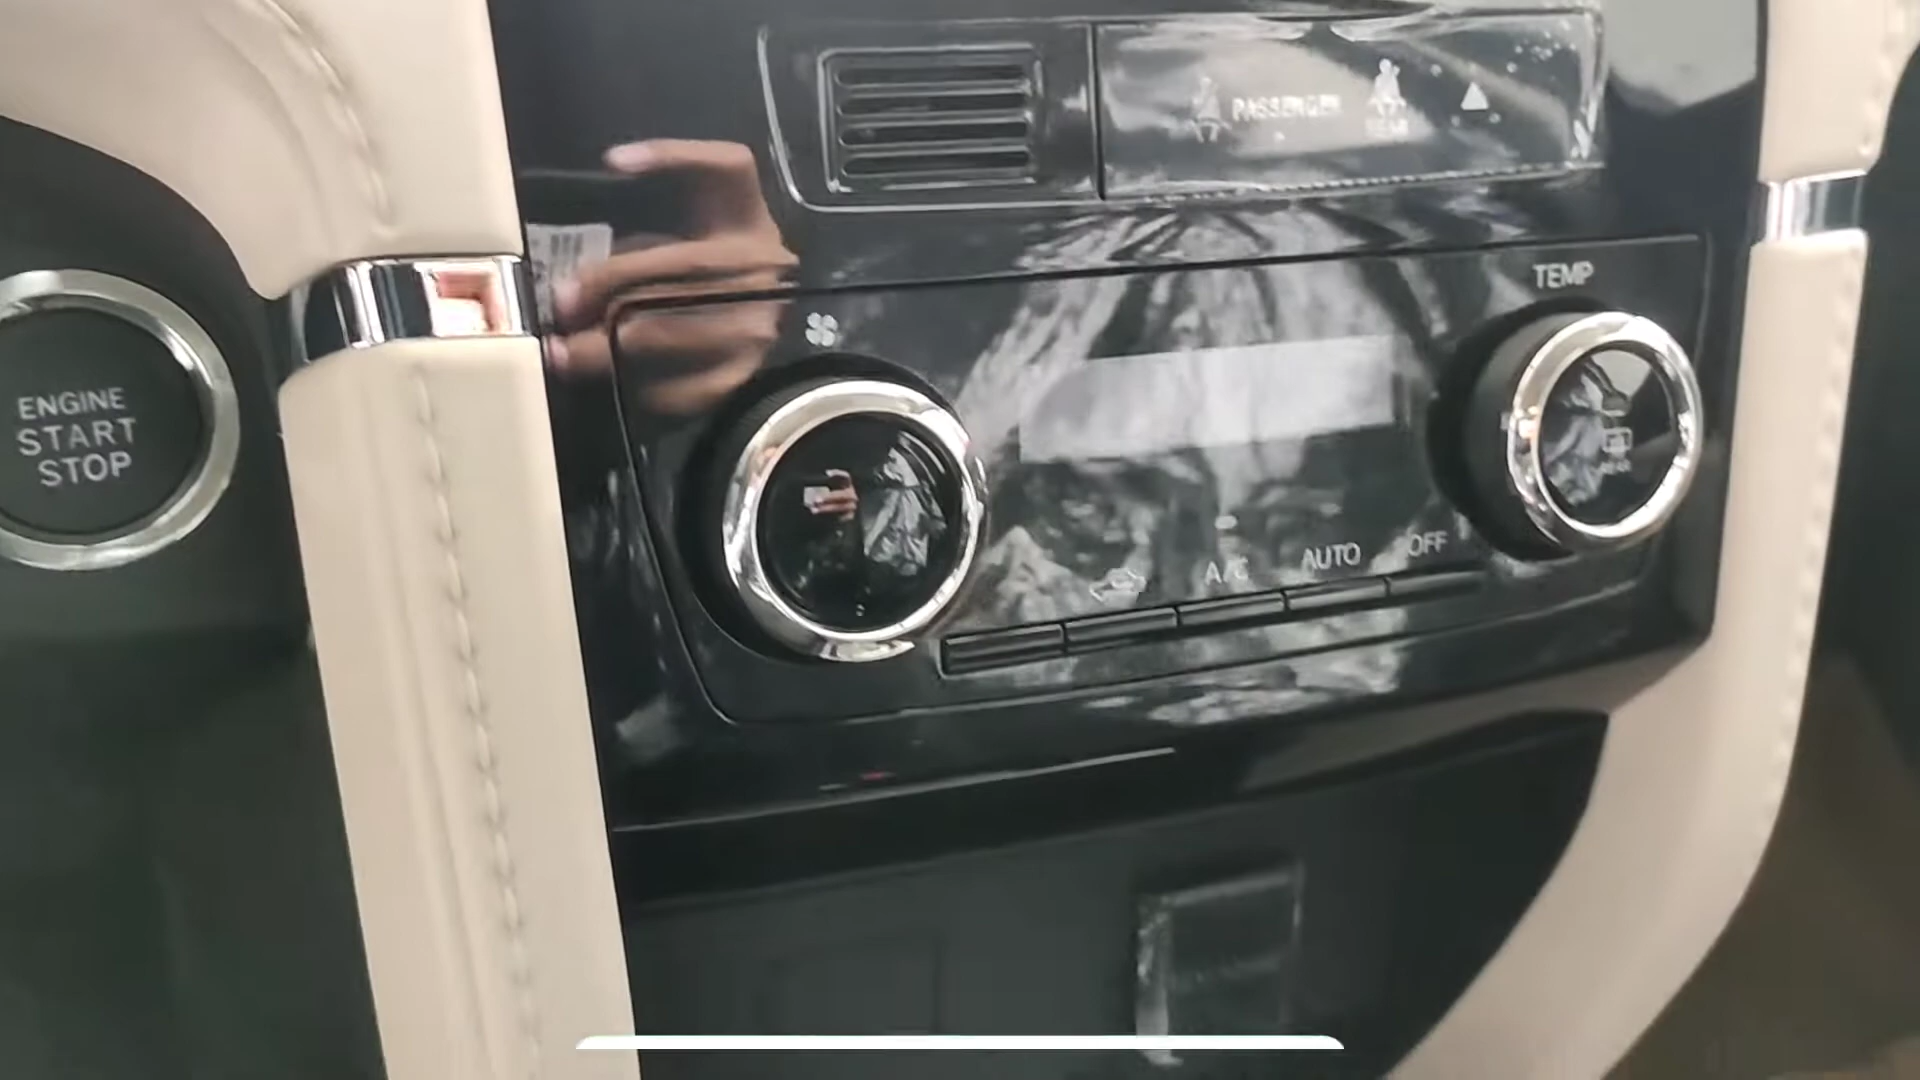 PASSENGER
TEMP
ENGINE
START
STOP
A/C
AUTO
OFF